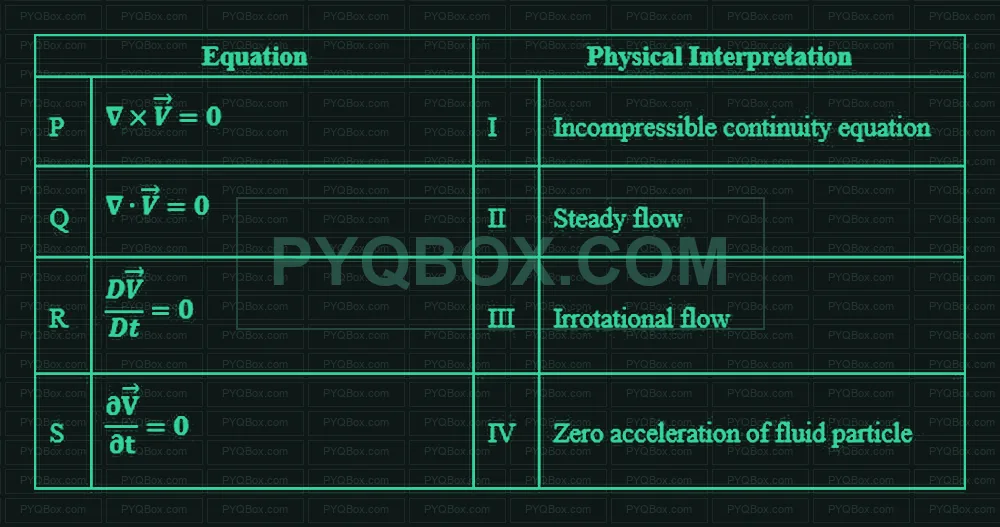 Equation Physical Interpretation
P ∇ × V⃗ = 0 I Incompressible continuity equation
Q ∇ · V⃗ = 0 II Steady flow
PYQBOX.COM
R DV⃗/Dt = 0 III Irrotational flow
S ∂V⃗/∂t = 0 IV Zero acceleration of fluid particle